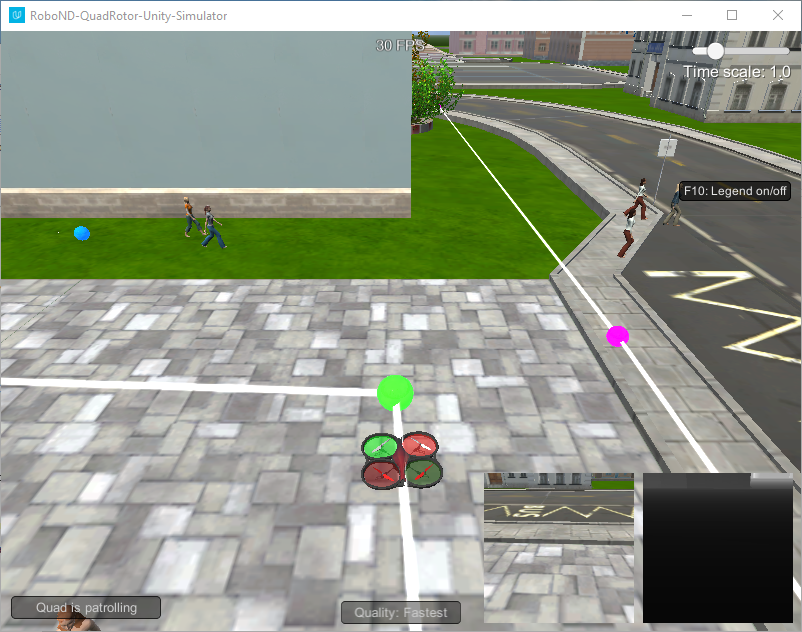 RoboND-QuadRotor-Unity-Simulator
30 FPS
Time scale: 1.0
F10: Legend on/off
Quad is patrolling
Quality: Fastest